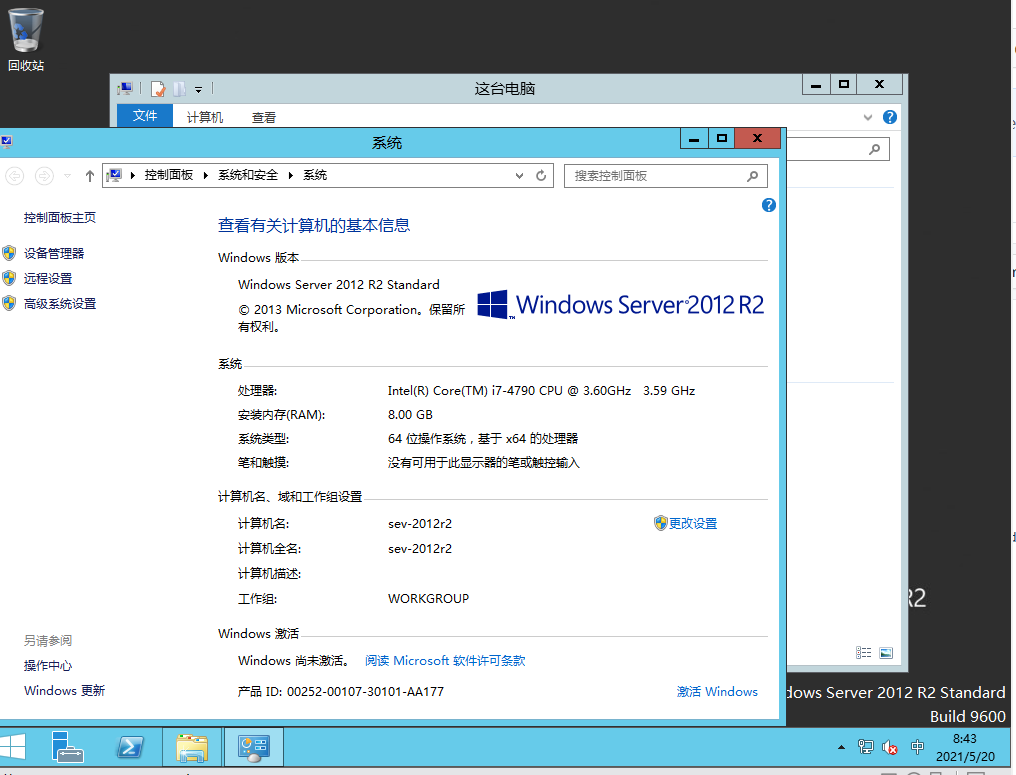 回收站
这台电脑
文件 计算机 查看
系统
控制面板 系统和安全 系统
搜索控制面板
控制面板主页
设备管理器
远程设置
高级系统设置
查看有关计算机的基本信息
Windows 版本
Windows Server 2012 R2 Standard
© 2013 Microsoft Corporation。保留所
有权利。
Windows Server 2012 R2
系统
处理器: Intel(R) Core(TM) i7-4790 CPU @ 3.60GHz 3.59 GHz
安装内存(RAM): 8.00 GB
系统类型: 64 位操作系统，基于 x64 的处理器
笔和触摸: 没有可用于此显示器的笔或触控输入
计算机名、域和工作组设置
计算机名: sev-2012r2 更改设置
计算机全名: sev-2012r2
计算机描述:
工作组: WORKGROUP
Windows 激活
Windows 尚未激活。 阅读 Microsoft 软件许可条款
产品 ID: 00252-00107-30101-AA177 激活 Windows
另请参阅
操作中心
Windows 更新
R2
dows Server 2012 R2 Standard
Build 9600
中
8:43
2021/5/20